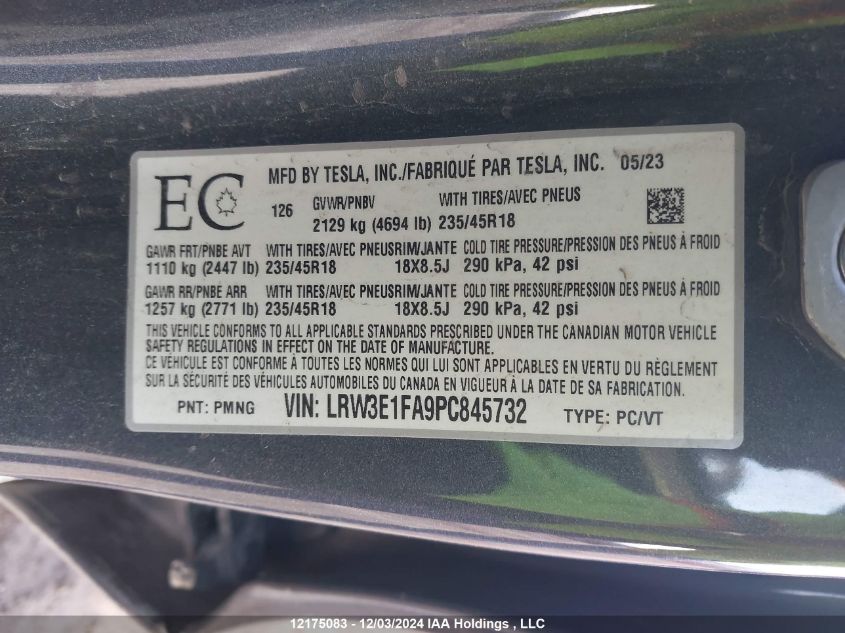 EC
MFD BY TESLA, INC./FABRIQUÉ PAR TESLA, INC. 05/23
126 GVWR/PNBV WITH TIRES/AVEC PNEUS
2129 kg (4694 lb) 235/45R18
GAWR FRT/PNBE AVT WITH TIRES/AVEC PNEUS RIM/JANTE COLD TIRE PRESSURE/PRESSION DES PNEUS À FROID
1110 kg (2447 lb) 235/45R18 18X8.5J 290 kPa, 42 psi
GAWR RR/PNBE ARR WITH TIRES/AVEC PNEUS RIM/JANTE COLD TIRE PRESSURE/PRESSION DES PNEUS À FROID
1257 kg (2771 lb) 235/45R18 18X8.5J 290 kPa, 42 psi
THIS VEHICLE CONFORMS TO ALL APPLICABLE STANDARDS PRESCRIBED UNDER THE CANADIAN MOTOR VEHICLE
SAFETY REGULATIONS IN EFFECT ON THE DATE OF MANUFACTURE.
CE VÉHICULE EST CONFORME À TOUTES LES NORMES QUI LUI SONT APPLICABLES EN VERTU DU RÈGLEMENT
SUR LA SÉCURITÉ DES VÉHICULES AUTOMOBILES DU CANADA EN VIGUEUR À LA DATE DE SA FABRICATION.
PNT: PMNG VIN: LRW3E1FA9PC845732 TYPE: PC/VT
12175083 - 12/03/2024 IAA Holdings , LLC